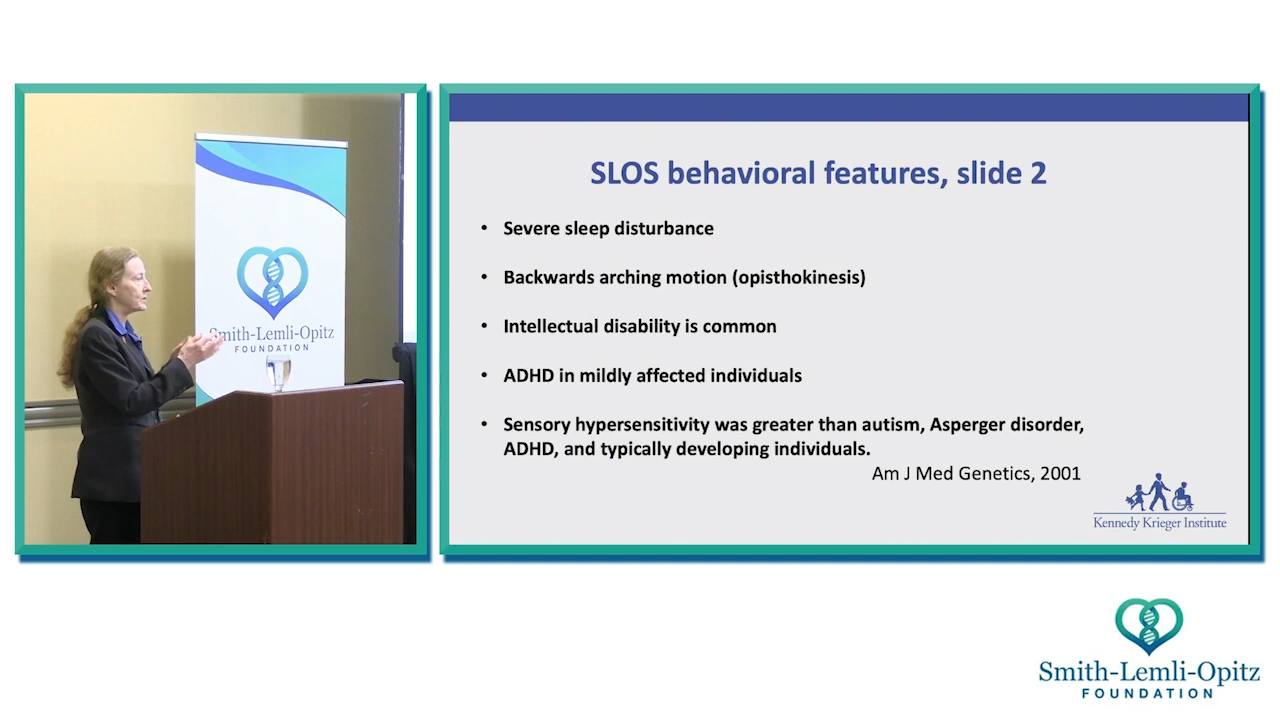 Smith-Lemli-Opitz
FOUNDATION
SLOS behavioral features, slide 2
• Severe sleep disturbance
• Backwards arching motion (opisthokinesis)
• Intellectual disability is common
• ADHD in mildly affected individuals
• Sensory hypersensitivity was greater than autism, Asperger disorder,
ADHD, and typically developing individuals.
Am J Med Genetics, 2001
Kennedy Krieger Institute
Smith-Lemli-Opitz
FOUNDATION